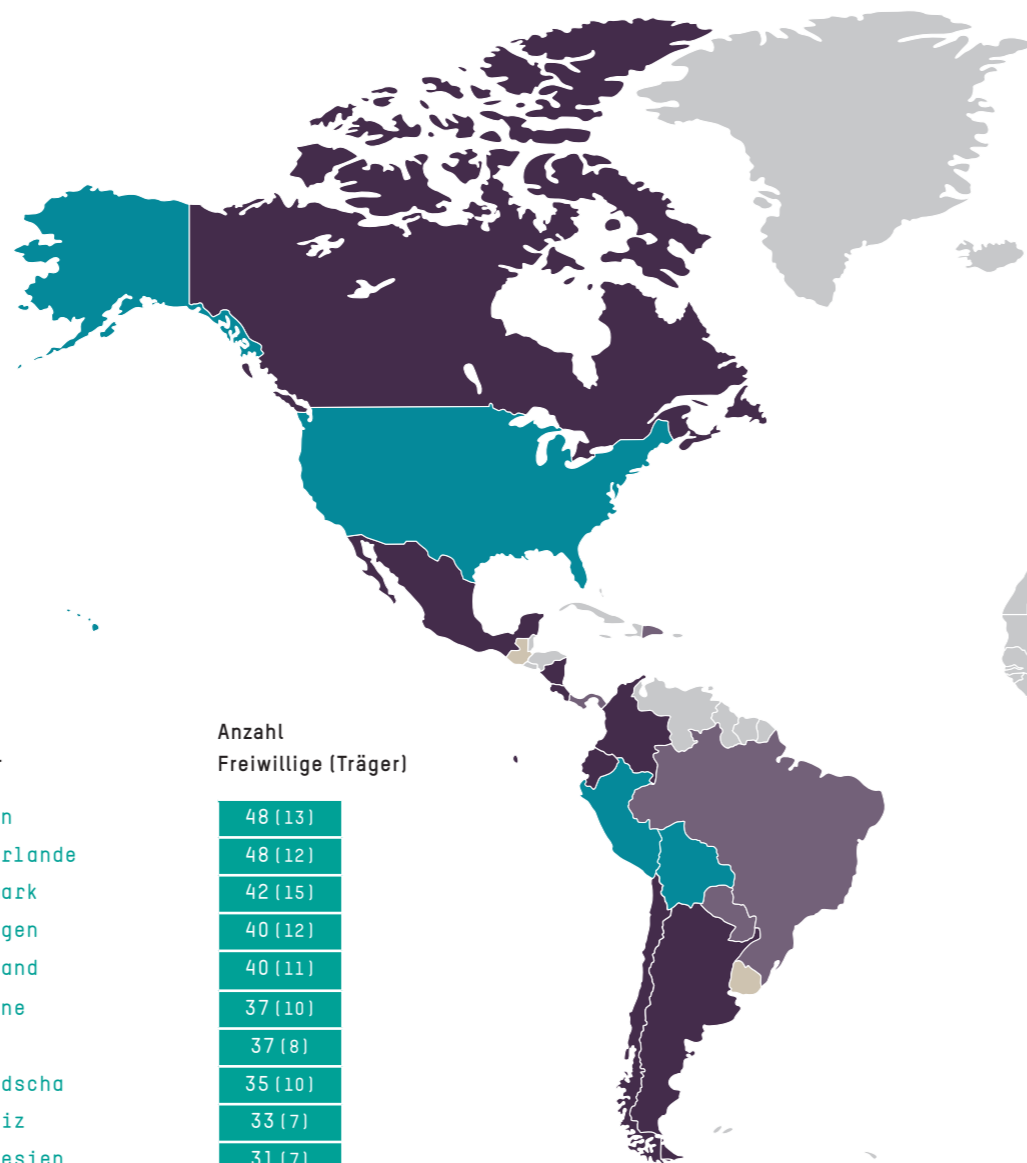 Anzahl
r Freiwillige (Träger)
n 48 (13)
rlande 48 (12)
ark 42 (15)
gen 40 (12)
and 40 (11)
ne 37 (10)
37 (8)
dscha 35 (10)
iz 33 (7)
esien 31 (7)